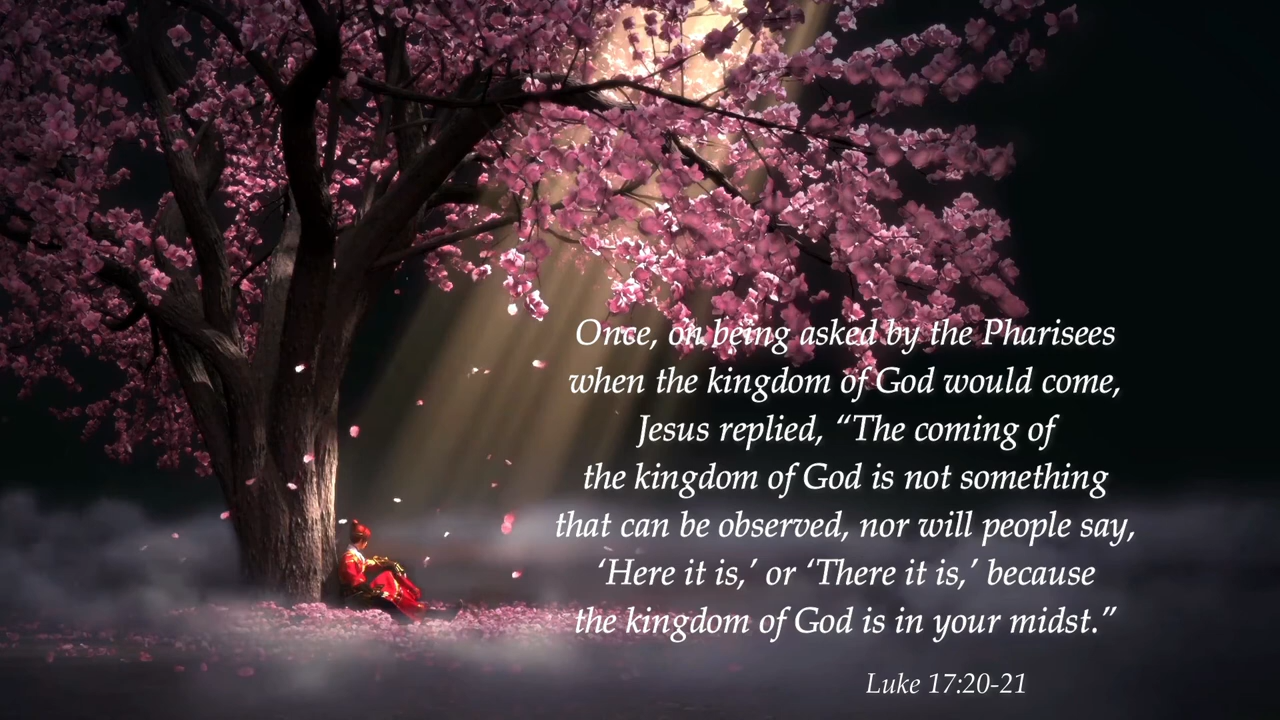 Once, on being asked by the Pharisees
when the kingdom of God would come,
Jesus replied, “The coming of
the kingdom of God is not something
that can be observed, nor will people say,
‘Here it is,’ or ‘There it is,’ because
the kingdom of God is in your midst.”
Luke 17:20-21